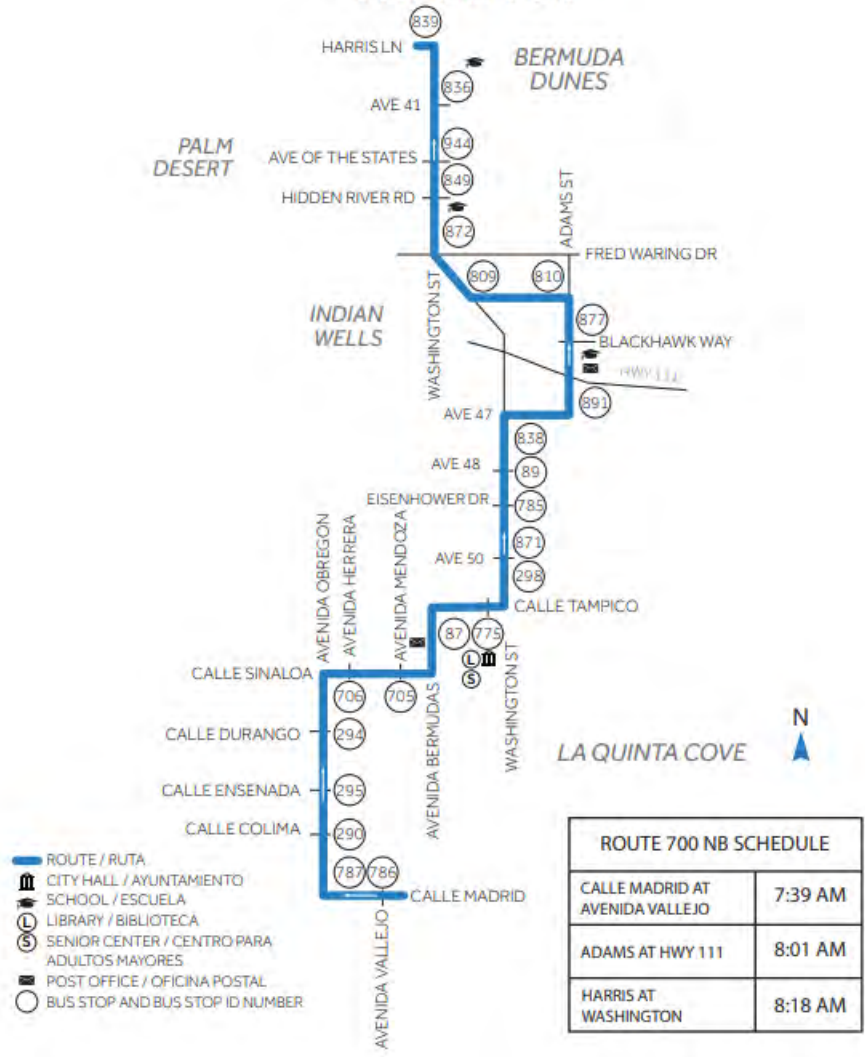 839
HARRIS LN
BERMUDA
DUNES
836
AVE 41
PALM
DESERT
944
AVE OF THE STATES
849
HIDDEN RIVER RD
872
ADAMS ST
FRED WARING DR
809
810
WASHINGTON ST
INDIAN
WELLS
877
BLACKHAWK WAY
HWY 111
891
AVE 47
838
AVE 48
89
EISENHOWER DR
785
871
AVE 50
298
CALLE TAMPICO
AVENIDA OBREGON
AVENIDA HERRERA
AVENIDA MENDOZA
87
775
L
S
WASHINGTON ST
CALLE SINALOA
706
705
AVENIDA BERMUDAS
CALLE DURANGO
294
LA QUINTA COVE
N
CALLE ENSENADA
295
CALLE COLIMA
290
787
786
CALLE MADRID
AVENIDA VALLEJO
ROUTE / RUTA
CITY HALL / AYUNTAMIENTO
SCHOOL / ESCUELA
L LIBRARY / BIBLIOTECA
S SENIOR CENTER / CENTRO PARA
ADULTOS MAYORES
POST OFFICE / OFICINA POSTAL
BUS STOP AND BUS STOP ID NUMBER
ROUTE 700 NB SCHEDULE
CALLE MADRID AT
AVENIDA VALLEJO
7:39 AM
ADAMS AT HWY 111
8:01 AM
HARRIS AT
WASHINGTON
8:18 AM